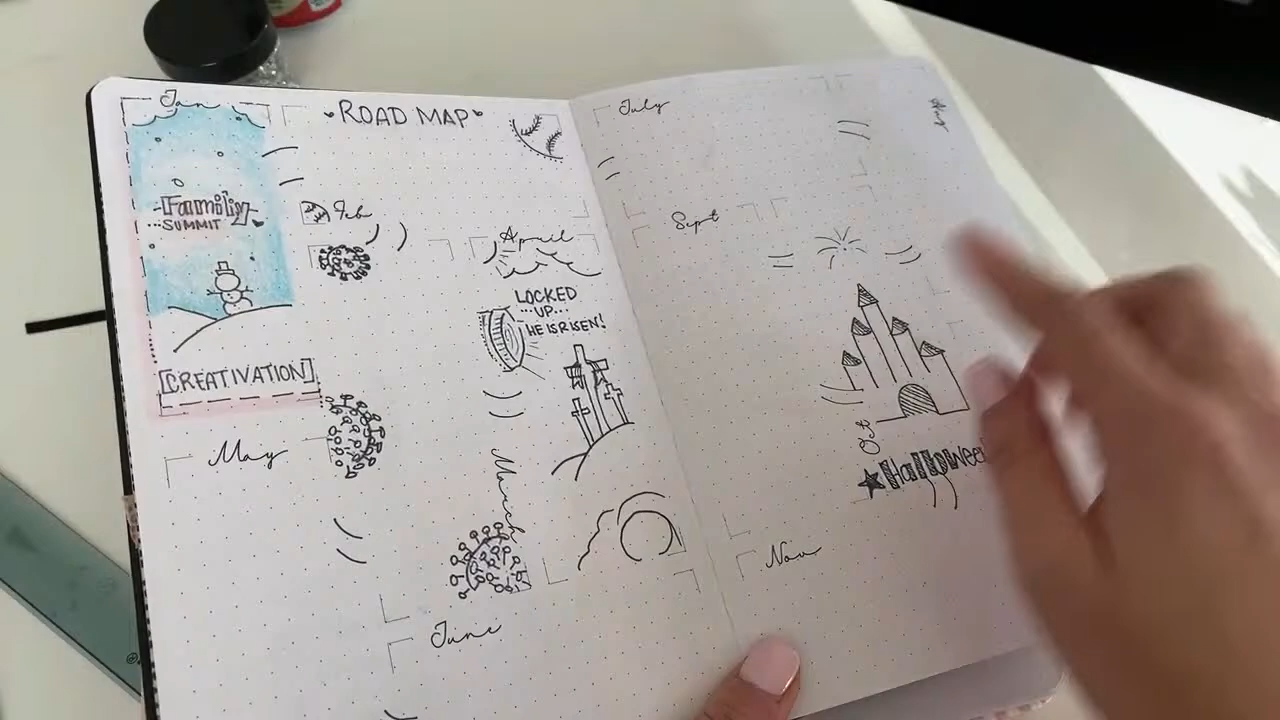 Jan
ROAD MAP
Family
SUMMIT
Feb
April
LOCKED
UP...
HE IS RISEN!
[CREATIVATION]
May
March
June
July
Aug
Sept
Oct
Halloween
Nov